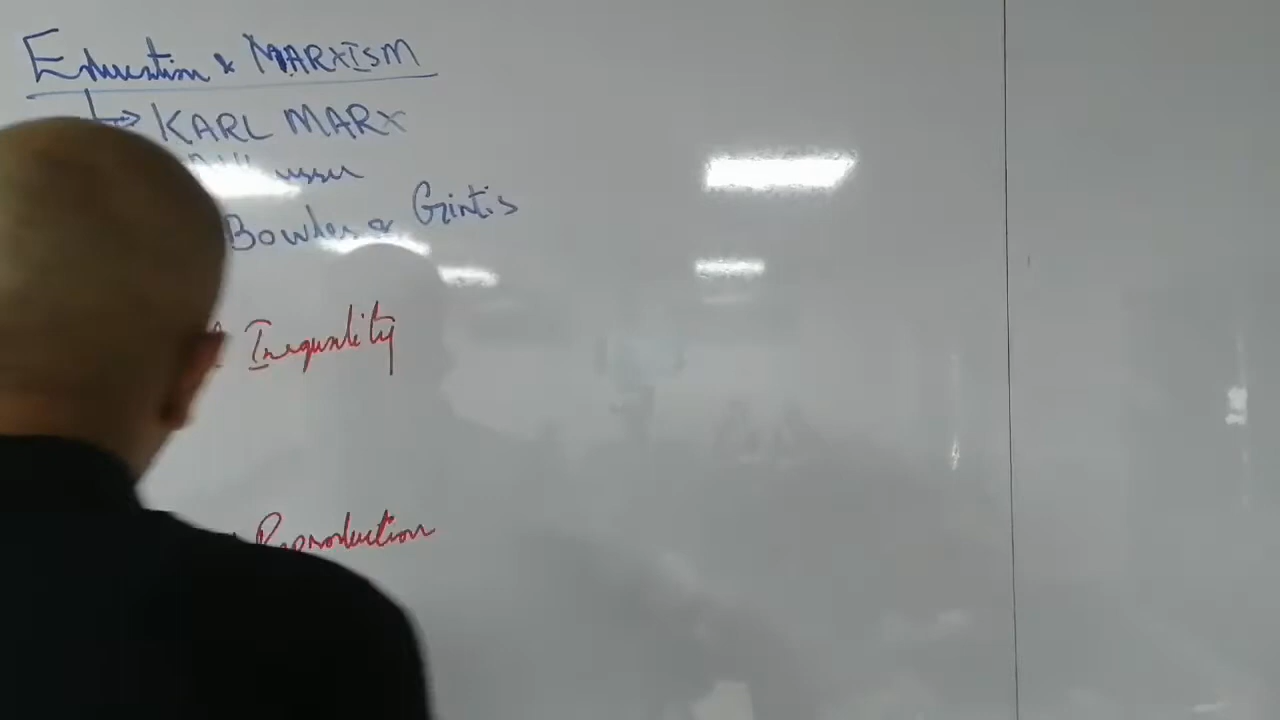 Education & MARXISM
KARL MARX
Bowles & Gintis
Inequality
Reproduction